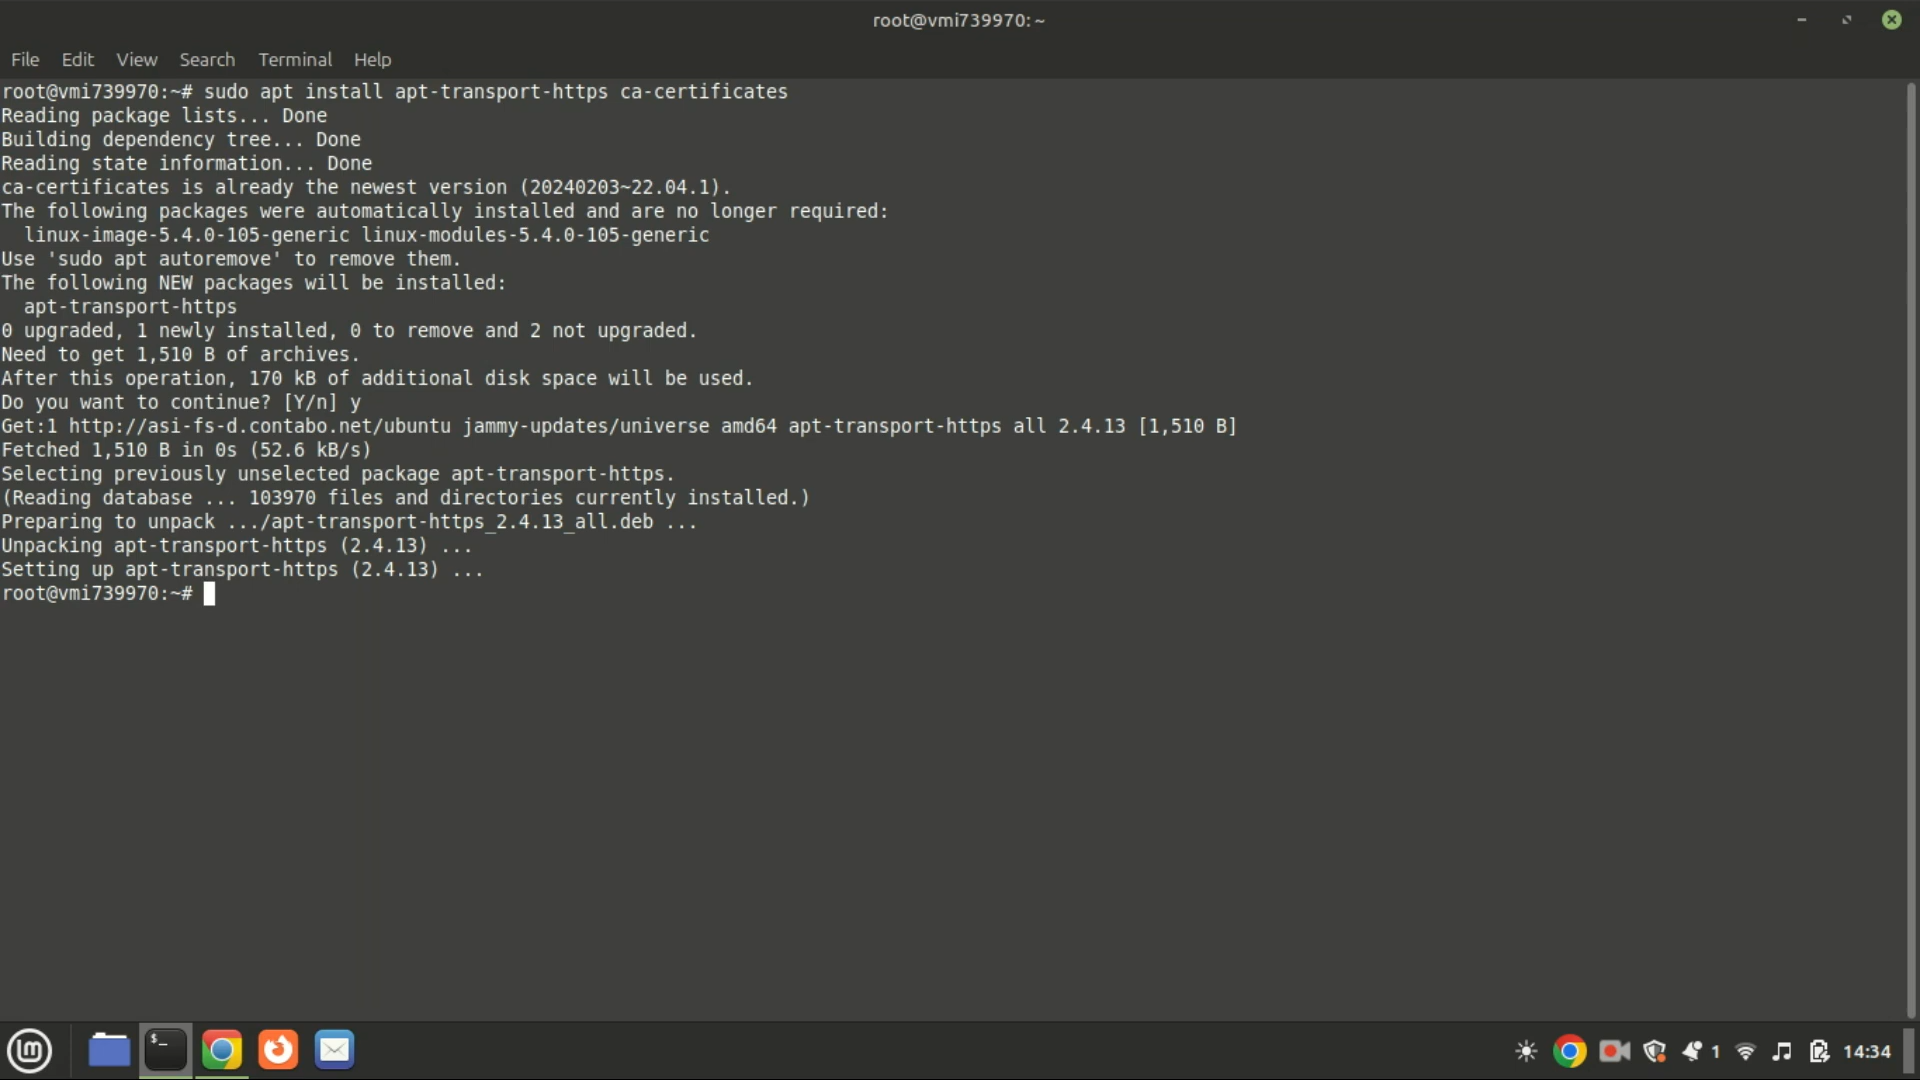 root@vmi739970: ~
File Edit View Search Terminal Help
root@vmi739970:~# sudo apt install apt-transport-https ca-certificates
Reading package lists... Done
Building dependency tree... Done
Reading state information... Done
ca-certificates is already the newest version (20240203~22.04.1).
The following packages were automatically installed and are no longer required:
  linux-image-5.4.0-105-generic linux-modules-5.4.0-105-generic
Use 'sudo apt autoremove' to remove them.
The following NEW packages will be installed:
  apt-transport-https
0 upgraded, 1 newly installed, 0 to remove and 2 not upgraded.
Need to get 1,510 B of archives.
After this operation, 170 kB of additional disk space will be used.
Do you want to continue? [Y/n] y
Get:1 http://asi-fs-d.contabo.net/ubuntu jammy-updates/universe amd64 apt-transport-https all 2.4.13 [1,510 B]
Fetched 1,510 B in 0s (52.6 kB/s)
Selecting previously unselected package apt-transport-https.
(Reading database ... 103970 files and directories currently installed.)
Preparing to unpack .../apt-transport-https_2.4.13_all.deb ...
Unpacking apt-transport-https (2.4.13) ...
Setting up apt-transport-https (2.4.13) ...
root@vmi739970:~#
$_
1 14:34